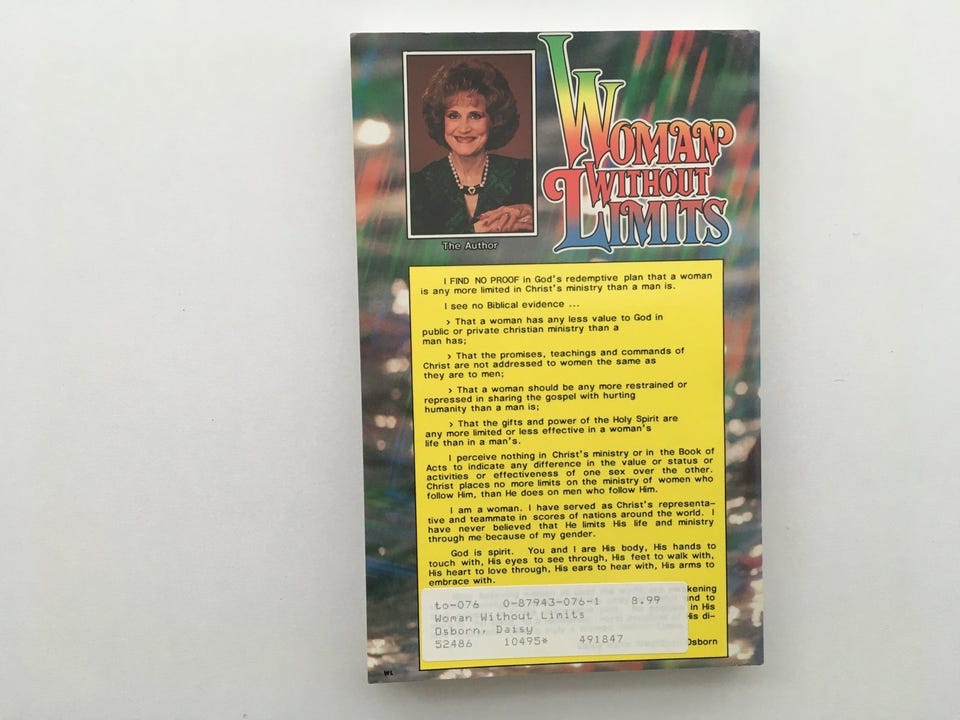 WOMAN
WITHOUT
LIMITS
The Author
I FIND NO PROOF in God's redemptive plan that a woman
is any more limited in Christ's ministry than a man is.
I see no Biblical evidence ...
> That a woman has any less value to God in
public or private christian ministry than a
man has;
> That the promises, teachings and commands of
Christ are not addressed to women the same as
they are to men;
> That a woman should be any more restrained or
repressed in sharing the gospel with hurting
humanity than a man is;
> That the gifts and power of the Holy Spirit are
any more limited or less effective in a woman's
life than in a man's.
I perceive nothing in Christ's ministry or in the Book of
Acts to indicate any difference in the value or status or
activities or effectiveness of one sex over the other.
Christ places no more limits on the ministry of women who
follow Him, than He does on men who follow Him.
I am a woman. I have served as Christ's representa-
tive and teammate in scores of nations around the world. I
have never believed that He limits His life and ministry
through me because of my gender.
God is spirit. You and I are His body, His hands to
touch with, His eyes to see through, His feet to walk with,
His heart to love through, His ears to hear with, His arms to
embrace with.
kening
nd to
in His
His di-
Osborn
to-076 0-87943-076-1 8.99
Woman Without Limits
Osborn, Daisy
52486 10495* 491847
WL